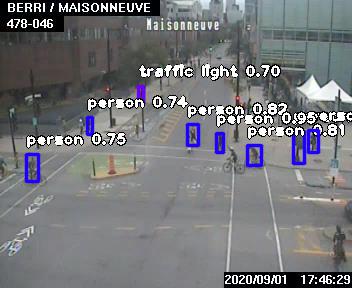 BERRI / MAISONNEUVE
478-046
Maisonneuve
traffic light 0.70
person 0.74
person 0.82
person 0.95
perso
person 0.81
person 0.75
2020/09/01 17:46:29